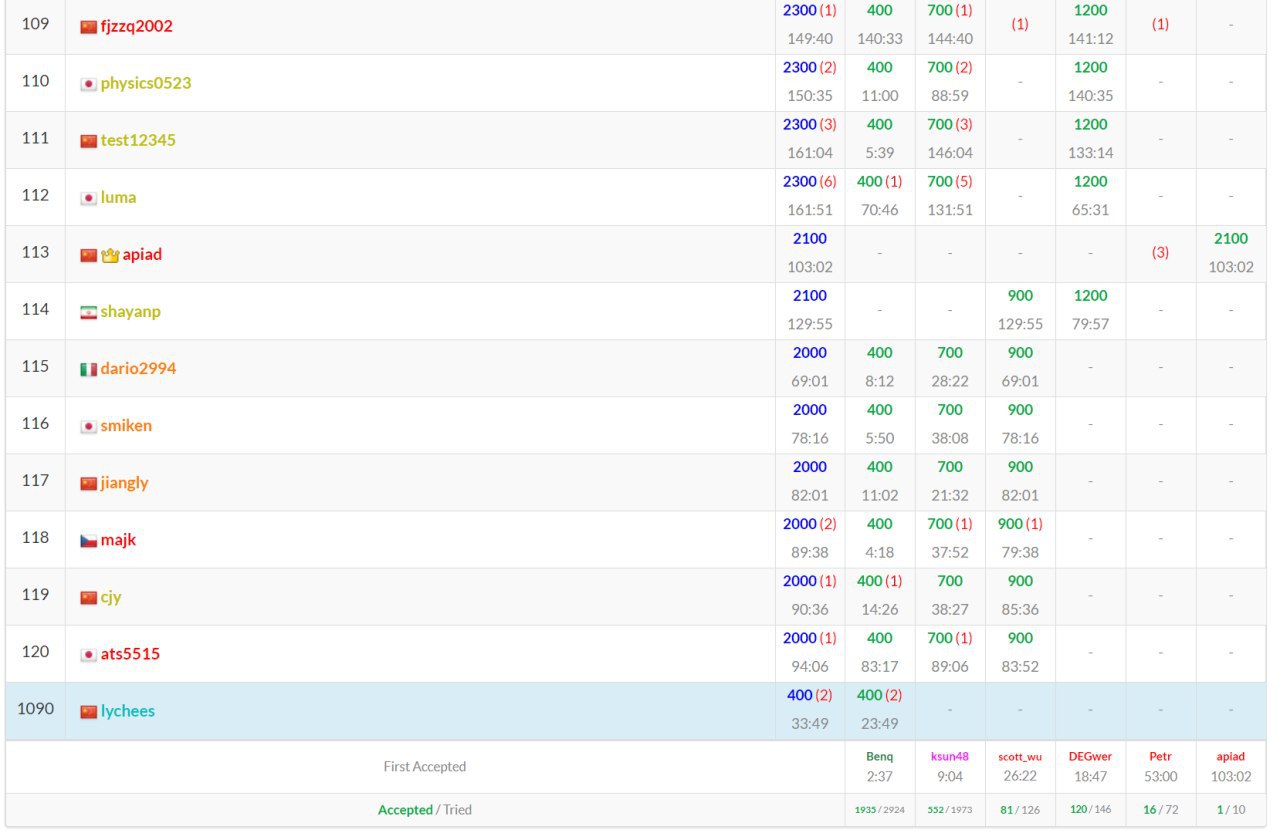 109 fjzzq2002 2300 (1) 400 700 (1) (1) 1200 (1) -
149:40 140:33 144:40 141:12
110 physics0523 2300 (2) 400 700 (2) - 1200 - -
150:35 11:00 88:59 140:35
111 test12345 2300 (3) 400 700 (3) - 1200 - -
161:04 5:39 146:04 133:14
112 luma 2300 (6) 400 (1) 700 (5) - 1200 - -
161:51 70:46 131:51 65:31
113 apiad 2100 - - - - (3) 2100
103:02 103:02
114 shayanp 2100 - - 900 1200 - -
129:55 129:55 79:57
115 dario2994 2000 400 700 900 - - -
69:01 8:12 28:22 69:01
116 smiken 2000 400 700 900 - - -
78:16 5:50 38:08 78:16
117 jiangly 2000 400 700 900 - - -
82:01 11:02 21:32 82:01
118 majk 2000 (2) 400 700 (1) 900 (1) - - -
89:38 4:18 37:52 79:38
119 cjy 2000 (1) 400 (1) 700 900 - - -
90:36 14:26 38:27 85:36
120 ats5515 2000 (1) 400 700 (1) 900 - - -
94:06 83:17 89:06 83:52
1090 lychees 400 (2) 400 (2) - - - - -
33:49 23:49
First Accepted Benq ksun48 scott_wu DEGwer Petr apiad
2:37 9:04 26:22 18:47 53:00 103:02
Accepted / Tried 1935 / 2924 552 / 1973 81 / 126 120 / 146 16 / 72 1 / 10